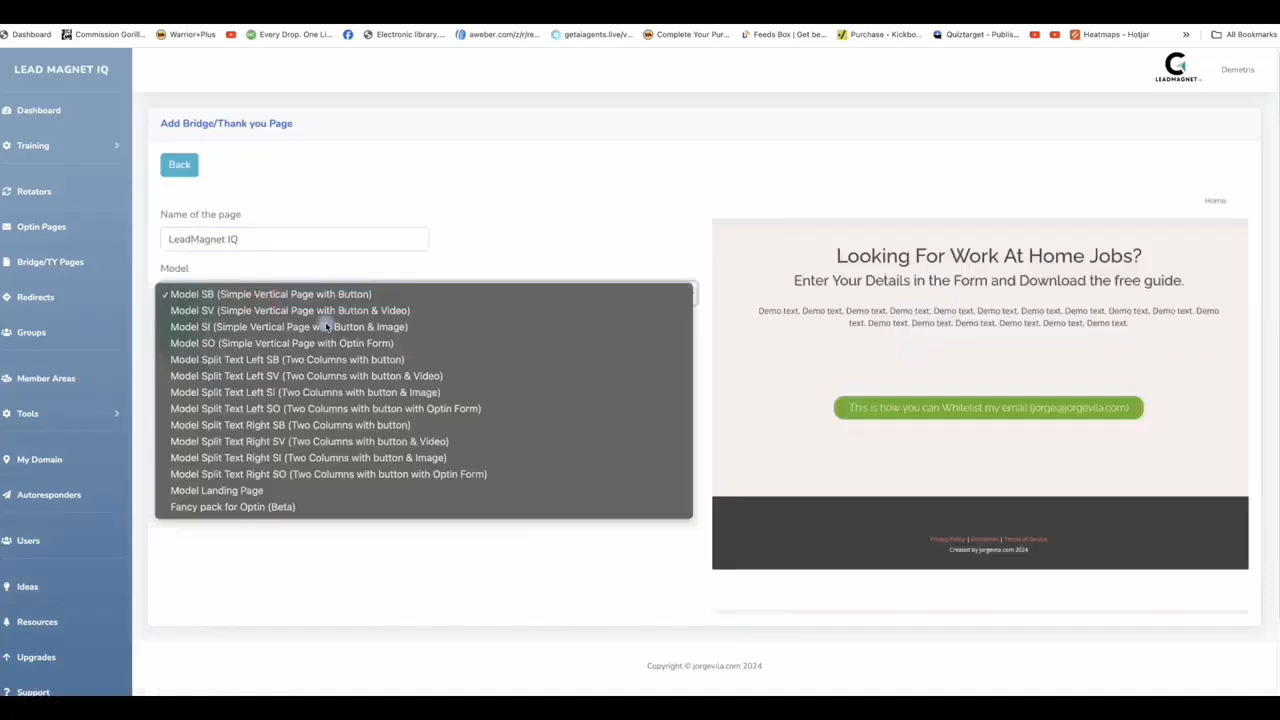 Dashboard
Commission Goril...
Warrior+Plus
Every Drop. One Li...
Electronic library....
aweber.com/z/r/re...
getaiagents.live/v...
Complete Your Pur...
Feeds Box | Get be...
Purchase - Kickbo...
Quiztarget - Publis...
Heatmaps - Hotjar
»
All Bookmarks
LEAD MAGNET IQ
LEADMAGNET
Demetris
Dashboard
Training
Rotators
Optin Pages
Bridge/TY Pages
Redirects
Groups
Member Areas
Tools
My Domain
Autoresponders
Users
Ideas
Resources
Upgrades
Support
Add Bridge/Thank you Page
Back
Name of the page
LeadMagnet IQ
Model
✓ Model SB (Simple Vertical Page with Button)
Model SV (Simple Vertical Page with Button & Video)
Model SI (Simple Vertical Page with Button & Image)
Model SO (Simple Vertical Page with Optin Form)
Model Split Text Left SB (Two Columns with button)
Model Split Text Left SV (Two Columns with button & Video)
Model Split Text Left SI (Two Columns with button & Image)
Model Split Text Left SO (Two Columns with button with Optin Form)
Model Split Text Right SB (Two Columns with button)
Model Split Text Right SV (Two Columns with button & Video)
Model Split Text Right SI (Two Columns with button & Image)
Model Split Text Right SO (Two Columns with button with Optin Form)
Model Landing Page
Fancy pack for Optin (Beta)
Home
Looking For Work At Home Jobs?
Enter Your Details in the Form and Download the free guide.
Demo text. Demo text. Demo text. Demo text. Demo text. Demo text. Demo text. Demo text. Demo
text. Demo text. Demo text. Demo text. Demo text. Demo text.
This is how you can Whitelist my email (jorge@jorgevila.com)
Privacy Policy | Disclaimer | Terms of Service
Created by jorgevila.com 2024
Copyright © jorgevila.com 2024